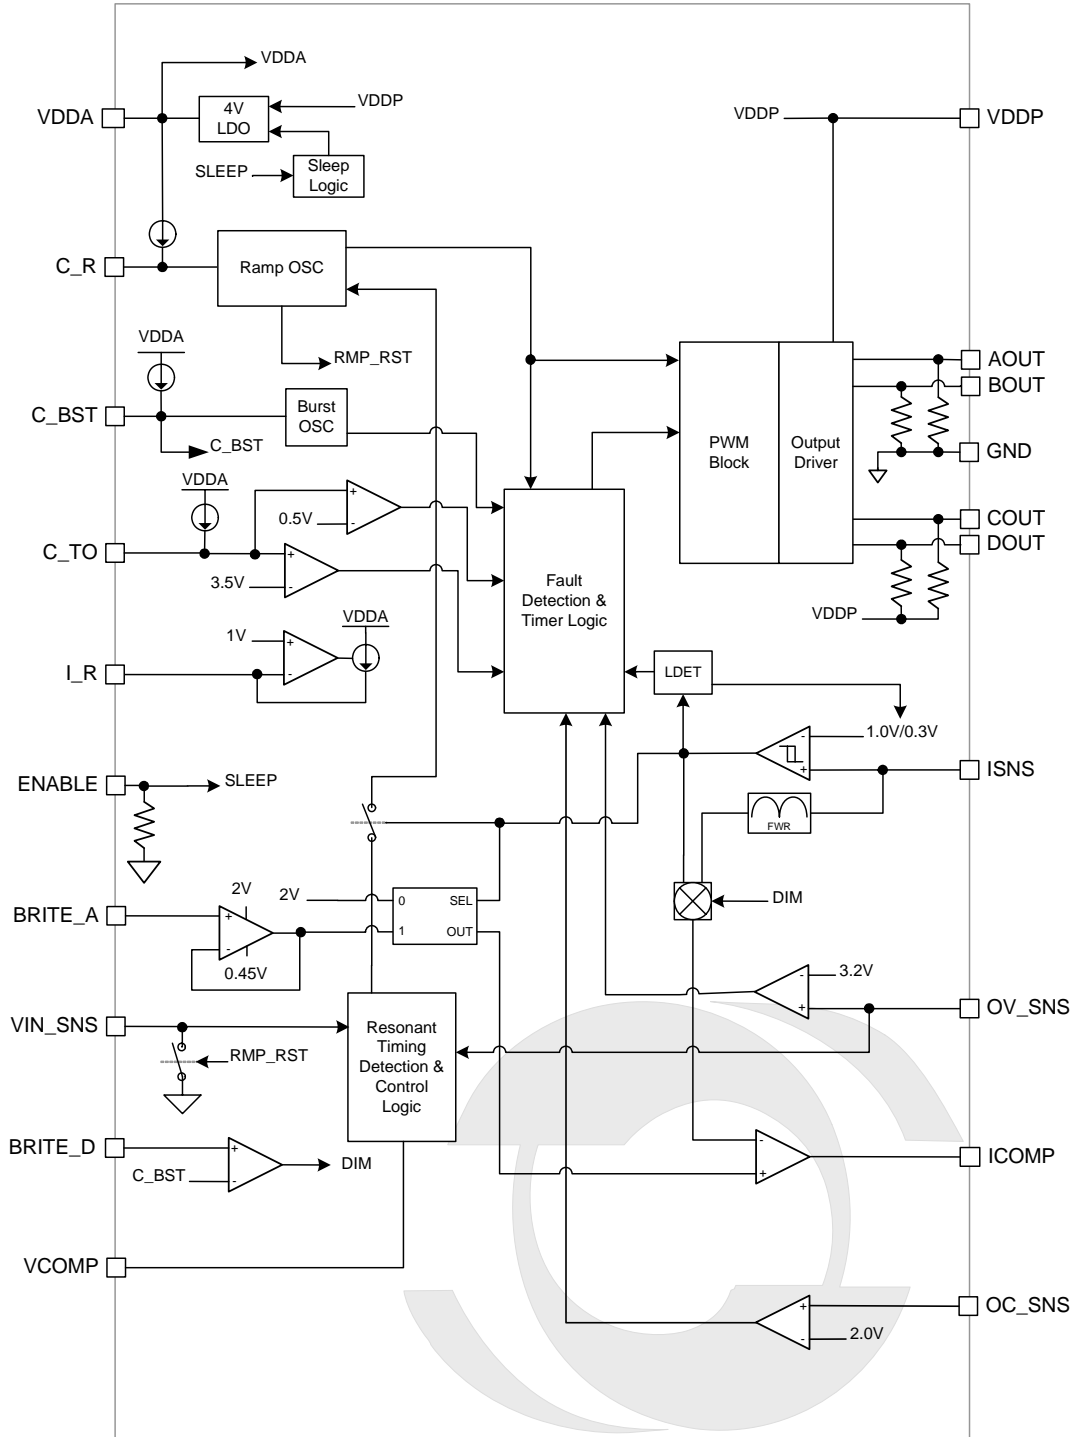 VDDA
VDDA
4V
LDO
VDDP
SLEEP
Sleep
Logic
VDDP
VDDP
C_R
Ramp OSC
RMP_RST
VDDA
C_BST
Burst
OSC
C_BST
PWM
Block
Output
Driver
AOUT
BOUT
GND
COUT
DOUT
VDDP
VDDA
C_TO
+
0.5V
-
+
3.5V
-
Fault
Detection &
Timer Logic
VDDA
1V
+
-
I_R
LDET
-
1.0V/0.3V
+
ISNS
FWR
ENABLE
SLEEP
DIM
BRITE_A
2V
+
-
0.45V
2V
0
SEL
1
OUT
-
3.2V
+
OV_SNS
VIN_SNS
RMP_RST
Resonant
Timing
Detection &
Control
Logic
BRITE_D
+
C_BST
-
DIM
-
+
ICOMP
VCOMP
+
OC_SNS
-
2.0V